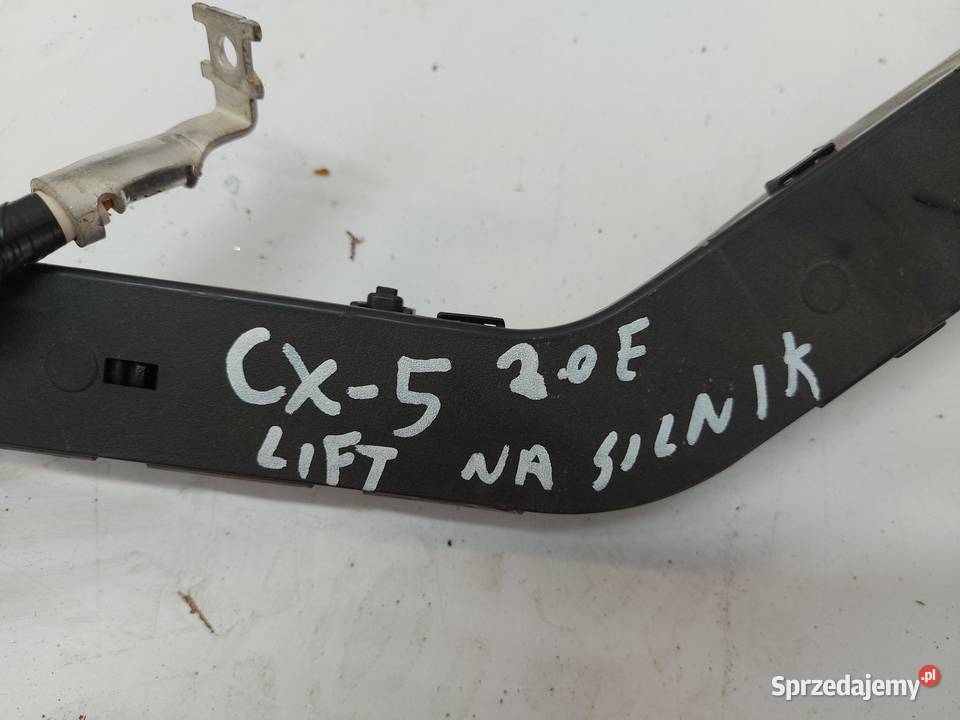 CX-5 2.0E
LIFT NA SILNIK
Sprzedajemy.pl